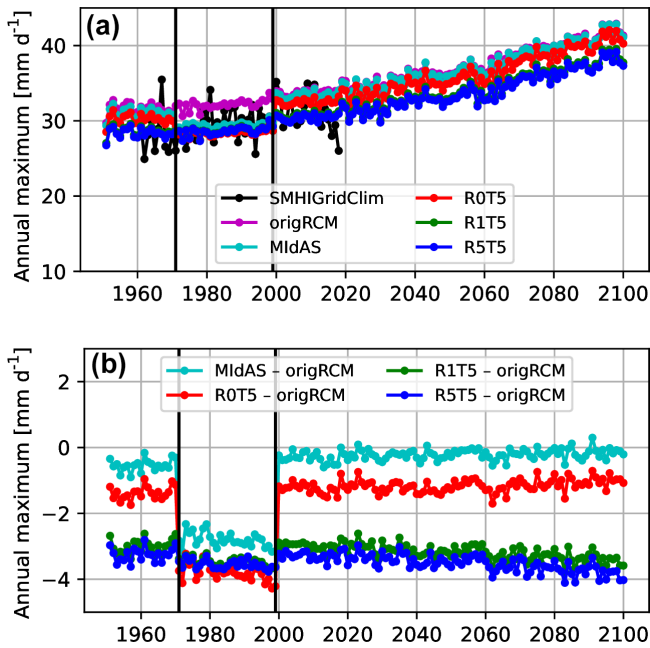 (a)
Annual maximum [mm d⁻¹]
40
30
20
10
SMHIGridClim
origRCM
MIdAS
R0T5
R1T5
R5T5
1960 1980 2000 2020 2040 2060 2080 2100
(b)
Annual maximum [mm d⁻¹]
2
0
−2
−4
MIdAS – origRCM
R0T5 – origRCM
R1T5 – origRCM
R5T5 – origRCM
1960 1980 2000 2020 2040 2060 2080 2100